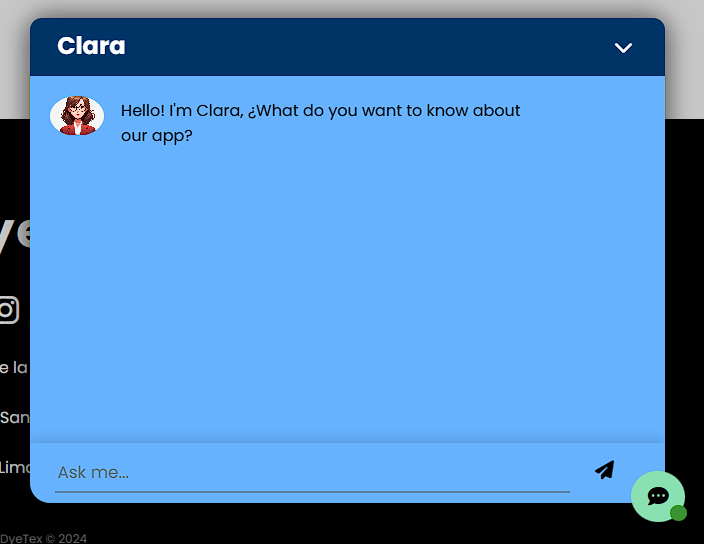 Clara
Hello! I'm Clara, ¿What do you want to know about
our app?
ye
e la
San
Lim
Ask me...
DyeTex © 2024